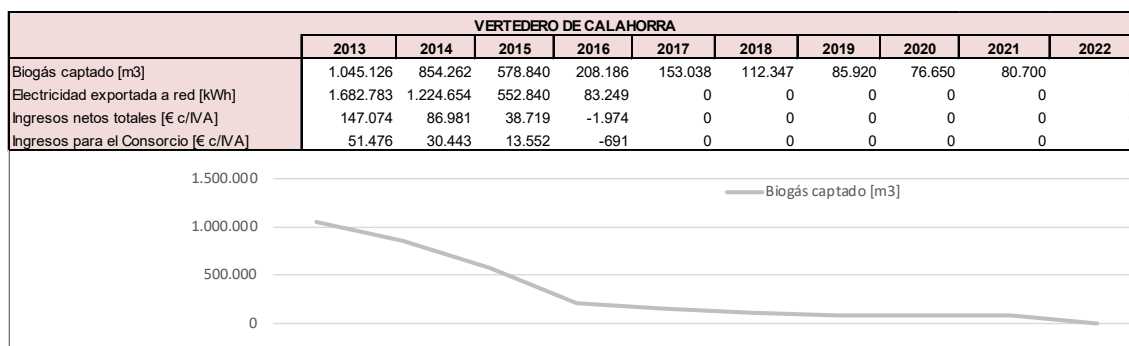 VERTEDERO DE CALAHORRA
2013 2014 2015 2016 2017 2018 2019 2020 2021 2022
Biogás captado [m3] 1.045.126 854.262 578.840 208.186 153.038 112.347 85.920 76.650 80.700
Electricidad exportada a red [kWh] 1.682.783 1.224.654 552.840 83.249 0 0 0 0 0
Ingresos netos totales [€ c/IVA] 147.074 86.981 38.719 -1.974 0 0 0 0 0
Ingresos para el Consorcio [€ c/IVA] 51.476 30.443 13.552 -691 0 0 0 0 0
1.500.000
Biogás captado [m3]
1.000.000
500.000
0